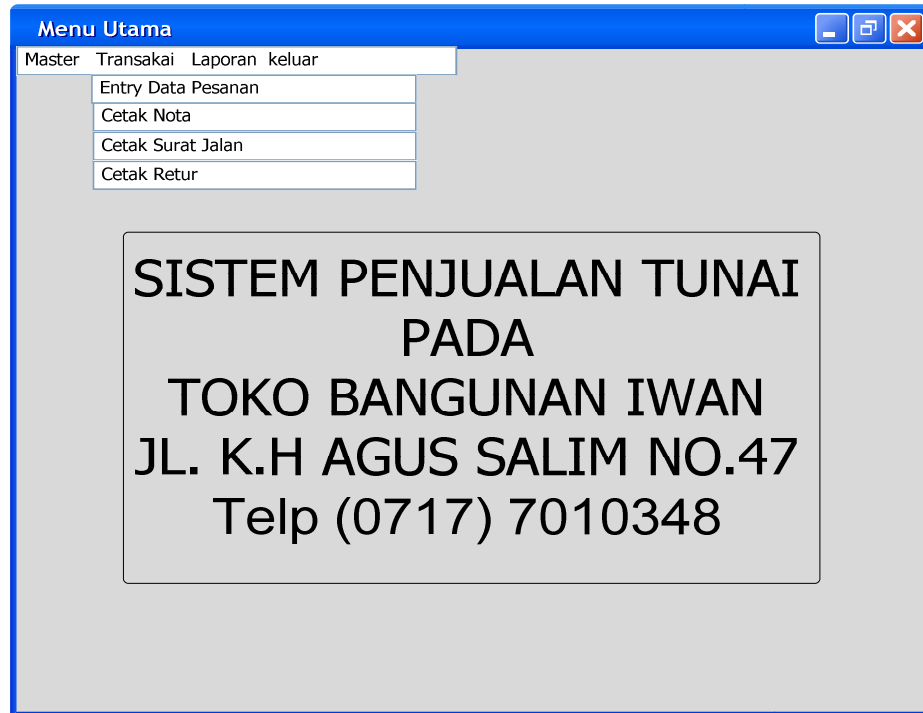 Menu Utama
Master Transakai Laporan keluar
Entry Data Pesanan
Cetak Nota
Cetak Surat Jalan
Cetak Retur
SISTEM PENJUALAN TUNAI
PADA
TOKO BANGUNAN IWAN
JL. K.H AGUS SALIM NO.47
Telp (0717) 7010348